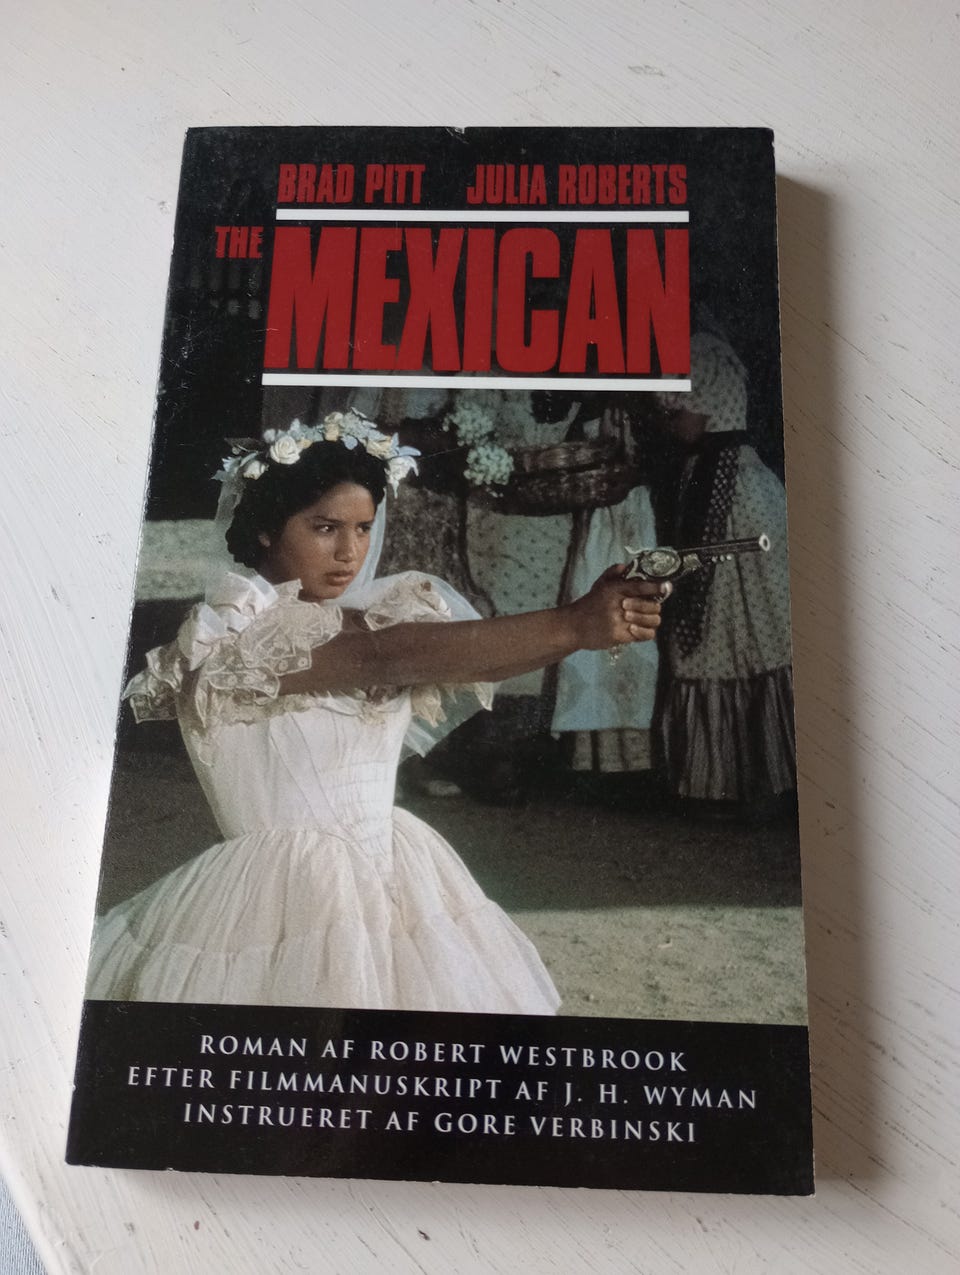 BRAD PITT JULIA ROBERTS
THE MEXICAN
ROMAN AF ROBERT WESTBROOK
EFTER FILMMANUSKRIPT AF J. H. WYMAN
INSTRUERET AF GORE VERBINSKI